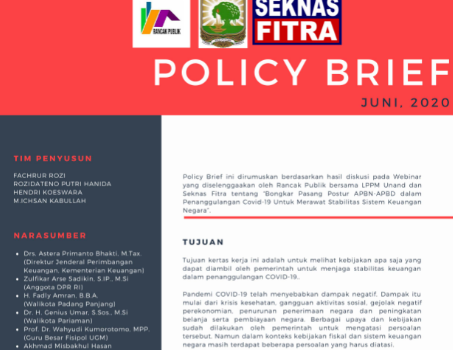 RANCAK PUBLIK
SEKNAS
FITRA
POLICY BRIEF
JUNI, 2020
TIM PENYUSUN
FACHRUR ROZI
ROZIDATENO PUTRI HANIDA
HENDRI KOESWARA
M.ICHSAN KABULLAH
NARASUMBER
Drs. Astera Primanto Bhakti, M.Tax.
(Direktur Jenderal Perimbangan
Keuangan, Kementerian Keuangan)
Zulfikar Arse Sadikin, S.IP., M.Si
(Anggota DPR RI)
H. Fadly Amran, B.B.A.
(Walikota Padang Panjang)
Dr. H. Genius Umar, S.Sos., M.Si
(Walikota Pariaman)
Prof. Dr. Wahyudi Kumorotomo, MPP.
(Guru Besar Fisipol UGM)
Akhmad Misbakhul Hasan
Policy Brief ini dirumuskan berdasarkan hasil diskusi pada Webinar
yang diselenggaakan oleh Rancak Publik bersama LPPM Unand dan
Seknas Fitra tentang "Bongkar Pasang Postur APBN-APBD dalam
Penanggulangan Covid-19 Untuk Merawat Stabilitas Sistem Keuangan
Negara".
TUJUAN
Tujuan kertas kerja ini adalah untuk melihat kebijakan apa saja yang
dapat diambil oleh pemerintah untuk menjaga stabilitas keuangan
dalam penanggulangan COVID-19.
Pandemi COVID-19 telah menyebabkan dampak negatif. Dampak itu
mulai dari krisis kesehatan, gangguan aktivitas sosial, gejolak negatif
perekonomian, penurunan penerimaan negara dan peningkatan
belanja serta pembiayaan negara. Berbagai upaya dan kebijakan
sudah dilakukan oleh pemerintah untuk mengatasi persoalan
tersebut. Namun dalam konteks kebijakan fiskal dan sistem keuangan
negara masih terdapat beberapa persoalan yang harus diatasi.